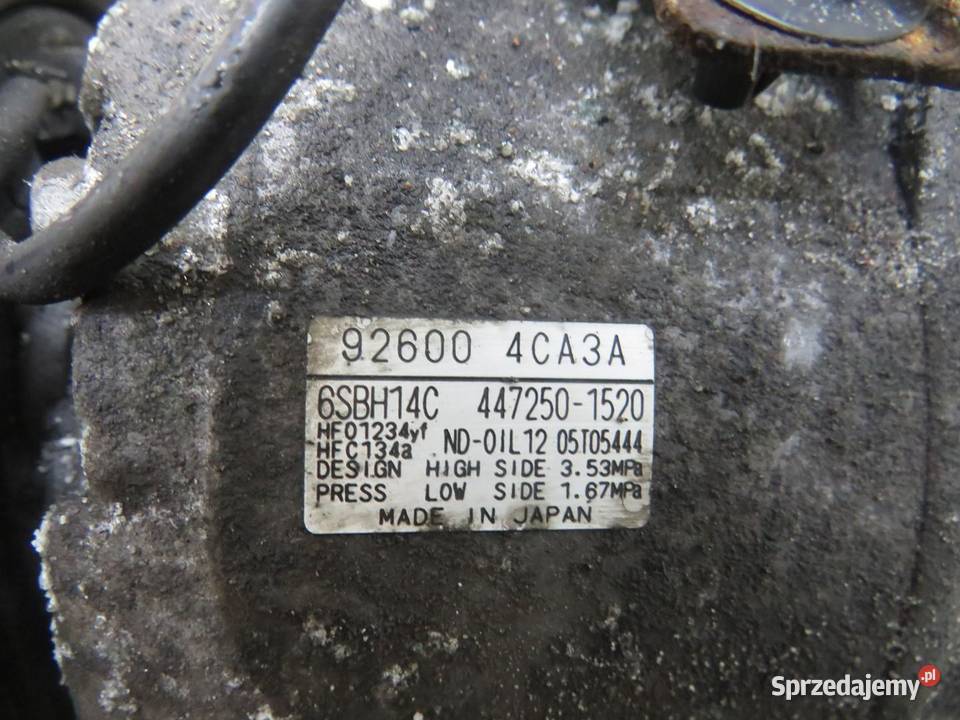 92600 4CA3A
6SBH14C 447250-1520
HFO1234yf
HFC134a ND-OIL12 05T05444
DESIGN HIGH SIDE 3.53MPa
PRESS LOW SIDE 1.67MPa
MADE IN JAPAN
Sprzedajemy.pl